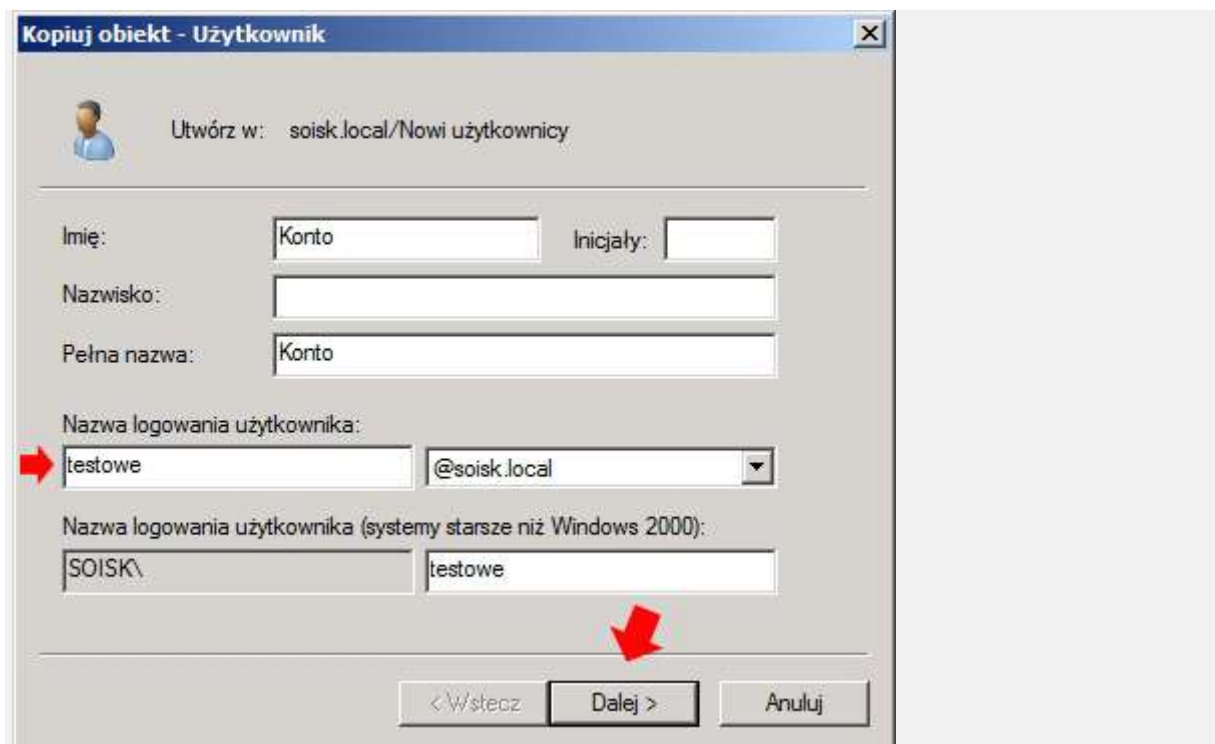 Kopiuj obiekt - Użytkownik
Utwórz w: soisk.local/Nowi użytkownicy
Imię: Konto Inicjały:
Nazwisko:
Pełna nazwa: Konto
Nazwa logowania użytkownika:
testowe @soisk.local
Nazwa logowania użytkownika (systemy starsze niż Windows 2000):
SOISK\ testowe
< Wstecz Dalej > Anuluj